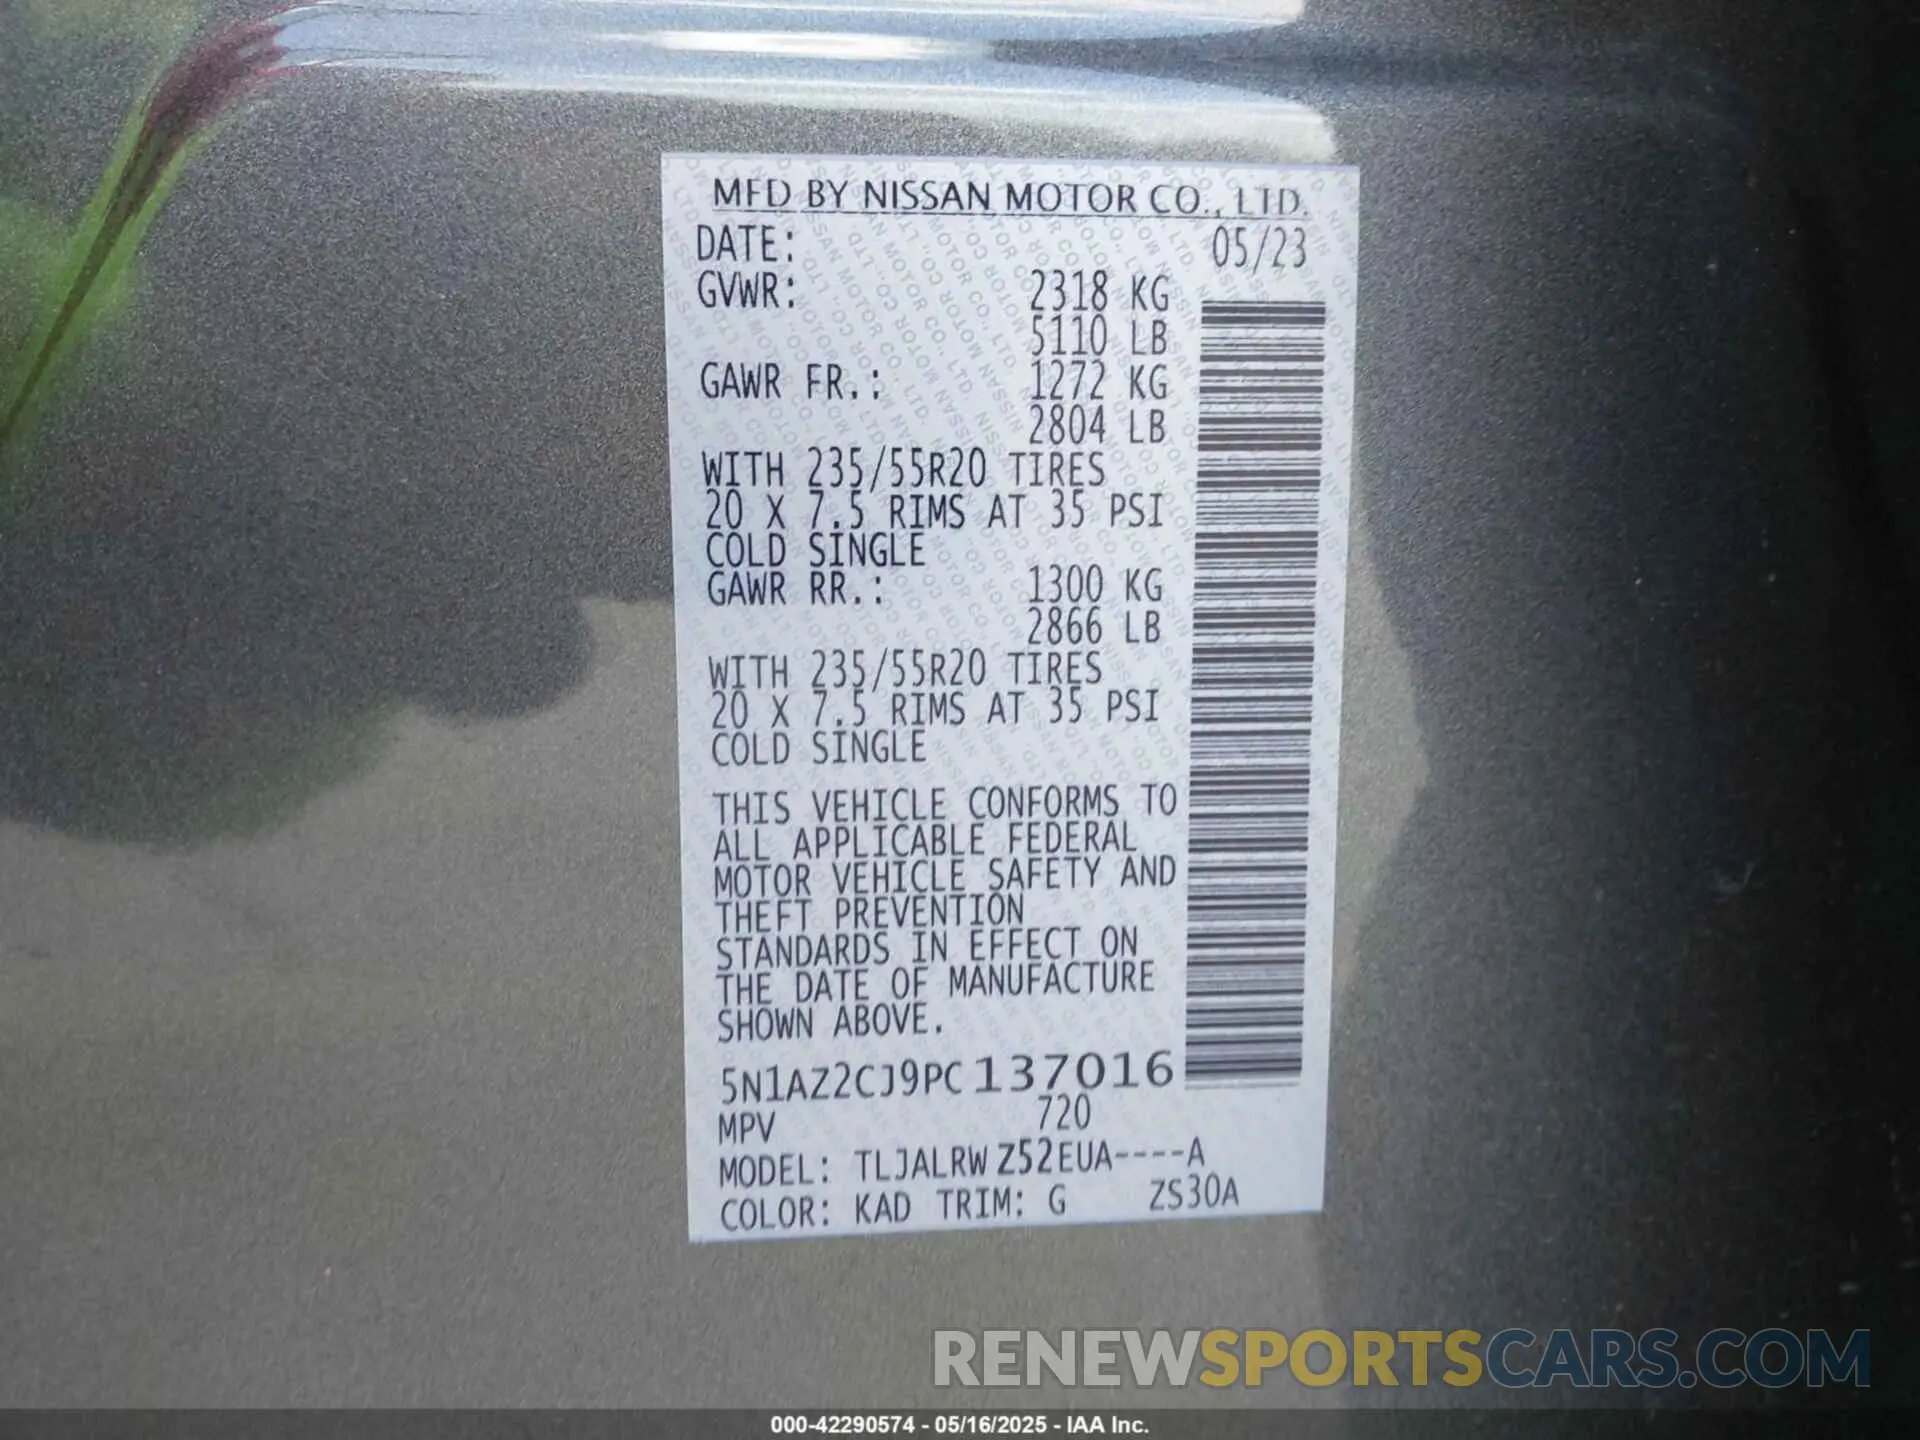 MFD BY NISSAN MOTOR CO., LTD.
DATE: 05/23
GVWR: 2318 KG
5110 LB
GAWR FR.: 1272 KG
2804 LB
WITH 235/55R20 TIRES
20 X 7.5 RIMS AT 35 PSI
COLD SINGLE
GAWR RR.: 1300 KG
2866 LB
WITH 235/55R20 TIRES
20 X 7.5 RIMS AT 35 PSI
COLD SINGLE
THIS VEHICLE CONFORMS TO
ALL APPLICABLE FEDERAL
MOTOR VEHICLE SAFETY AND
THEFT PREVENTION
STANDARDS IN EFFECT ON
THE DATE OF MANUFACTURE
SHOWN ABOVE.
5N1AZ2CJ9PC137016
MPV 720
MODEL: TLJALRW Z52EUA----A
COLOR: KAD TRIM: G ZS30A
RENEWSPORTSCARS.COM
000-42290574 - 05/16/2025 - IAA Inc.